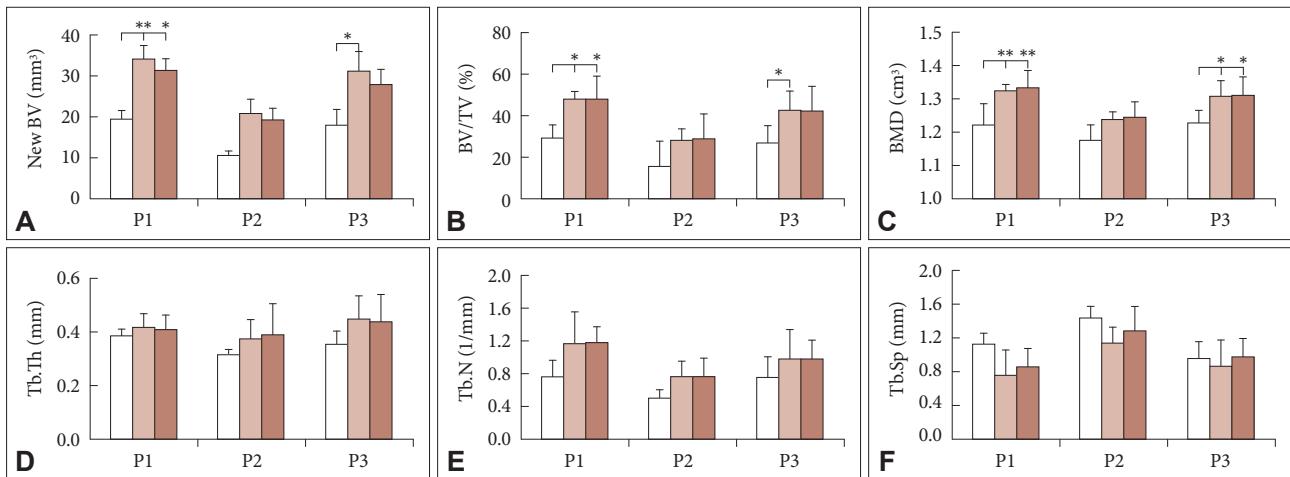 New BV (mm³)
40
30
20
10
0
** *
*
P1 P2 P3
A
BV/TV (%)
80
60
40
20
0
* *
*
P1 P2 P3
B
BMD (cm³)
1.5
1.4
1.3
1.2
1.1
1.0
** **
* *
P1 P2 P3
C
Tb.Th (mm)
0.6
0.4
0.2
0.0
P1 P2 P3
D
Tb.N (1/mm)
2.0
1.6
1.2
0.8
0.4
0.0
P1 P2 P3
E
Tb.Sp (mm)
2.0
1.6
1.2
0.8
0.4
0.0
P1 P2 P3
F